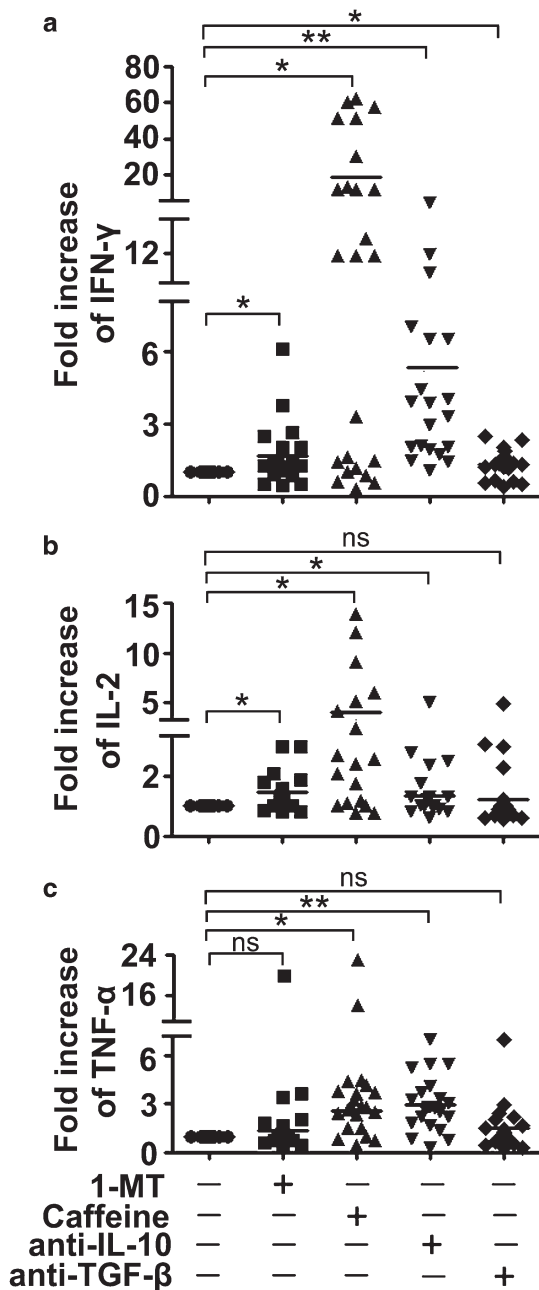 a
*
**
*
80
60
40
20
12
*
6
3
0
Fold increase
of IFN-γ
b
ns
*
*
15
10
5
*
2
0
Fold increase
of IL-2
c
ns
**
*
ns
24
16
6
3
0
Fold increase
of TNF-α
1-MT — + — — —
Caffeine — — + — —
anti-IL-10 — — — + —
anti-TGF-β — — — — +